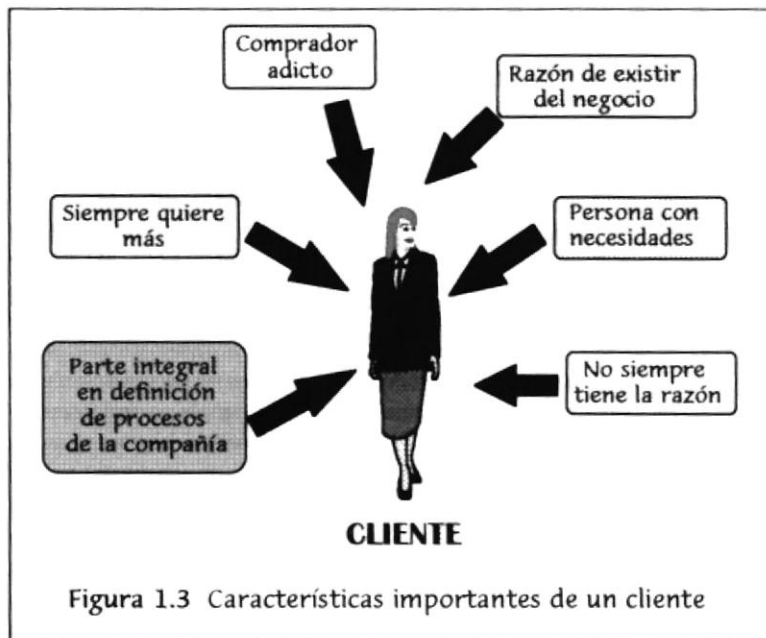 Comprador
adicto
Razón de existir
del negocio
Siempre quiere
más
Persona con
necesidades
Parte integral
en definición
de procesos
de la compañía
No siempre
tiene la razón
CLIENTE
Figura 1.3 Características importantes de un cliente